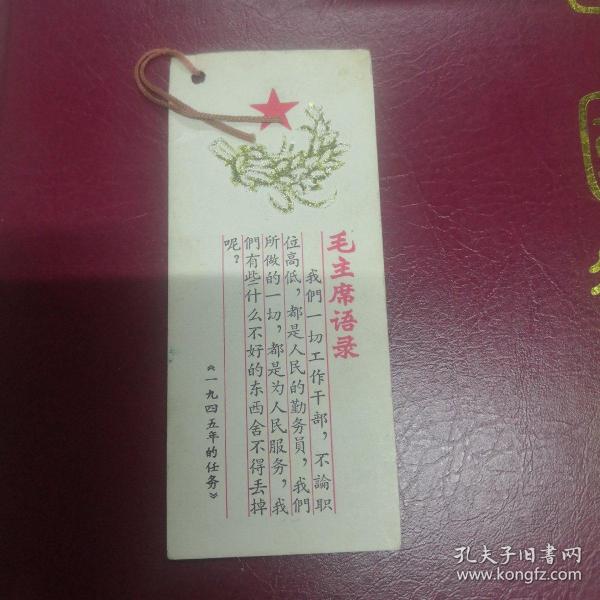 毛主席语录
我們一切工作干部，不論职
位高低，都是人民的勤务員，我們
所做的一切，都是为人民服务，我
們有些什么不好的东西舍不得丢掉
呢？
《一九四五年的任务》
孔夫子旧書网
www.kongfz.com